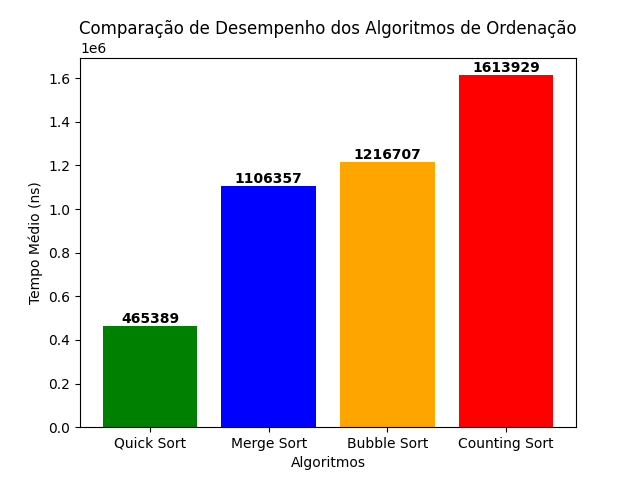 Comparação de Desempenho dos Algoritmos de Ordenação
1e6
1.6
1.4
1.2
1.0
0.8
0.6
0.4
0.2
0.0
Tempo Médio (ns)
465389
1106357
1216707
1613929
Quick Sort
Merge Sort
Bubble Sort
Counting Sort
Algoritmos